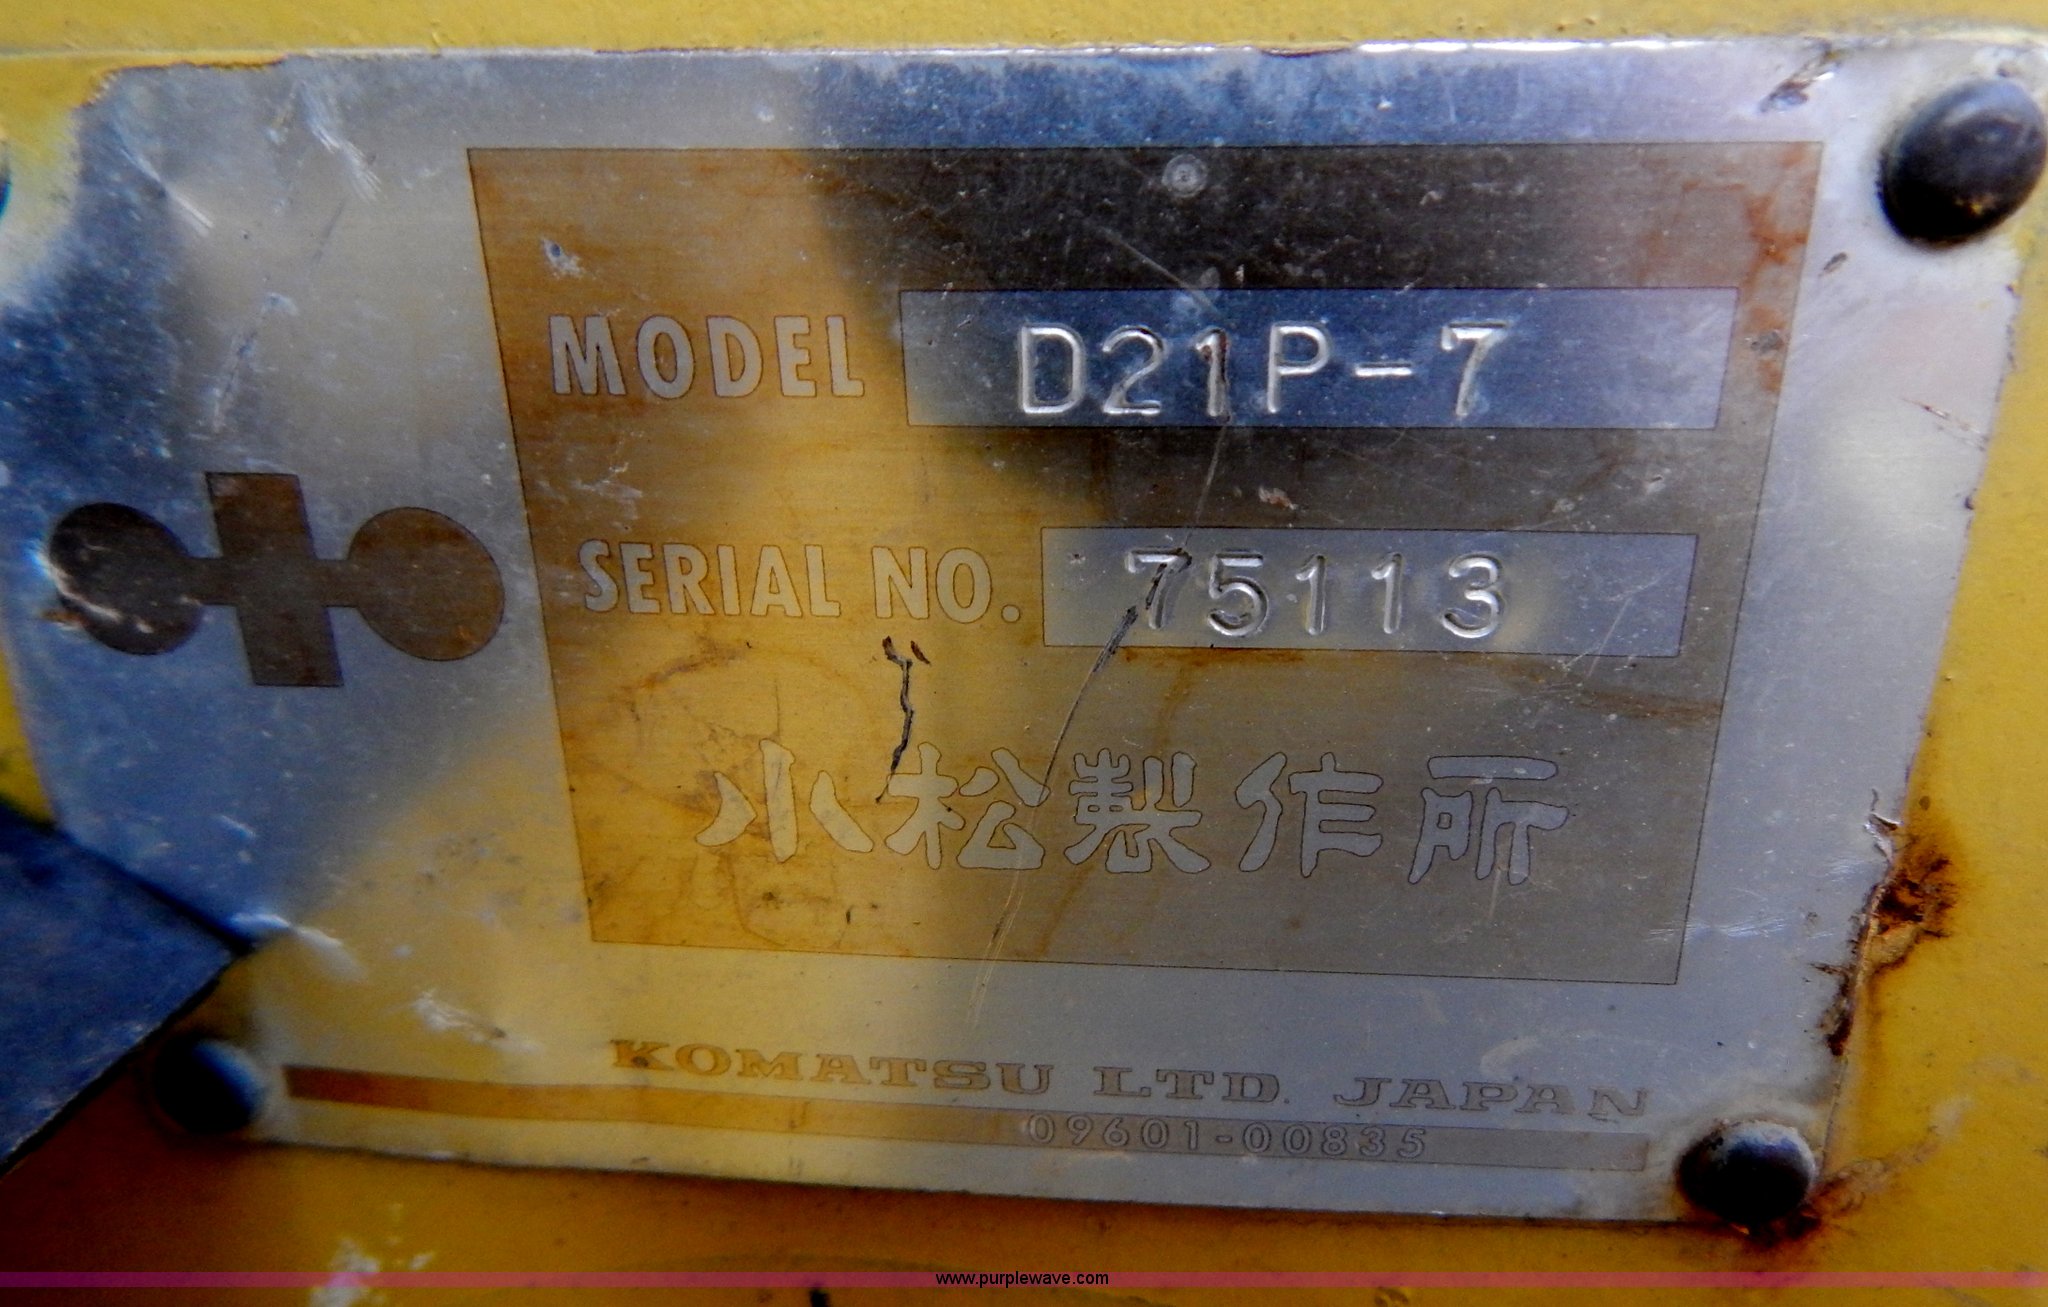 MODEL D21P-7
SERIAL NO. 75113
小松製作所
KOMATSU LTD. JAPAN
09601-00835
www.purplewave.com